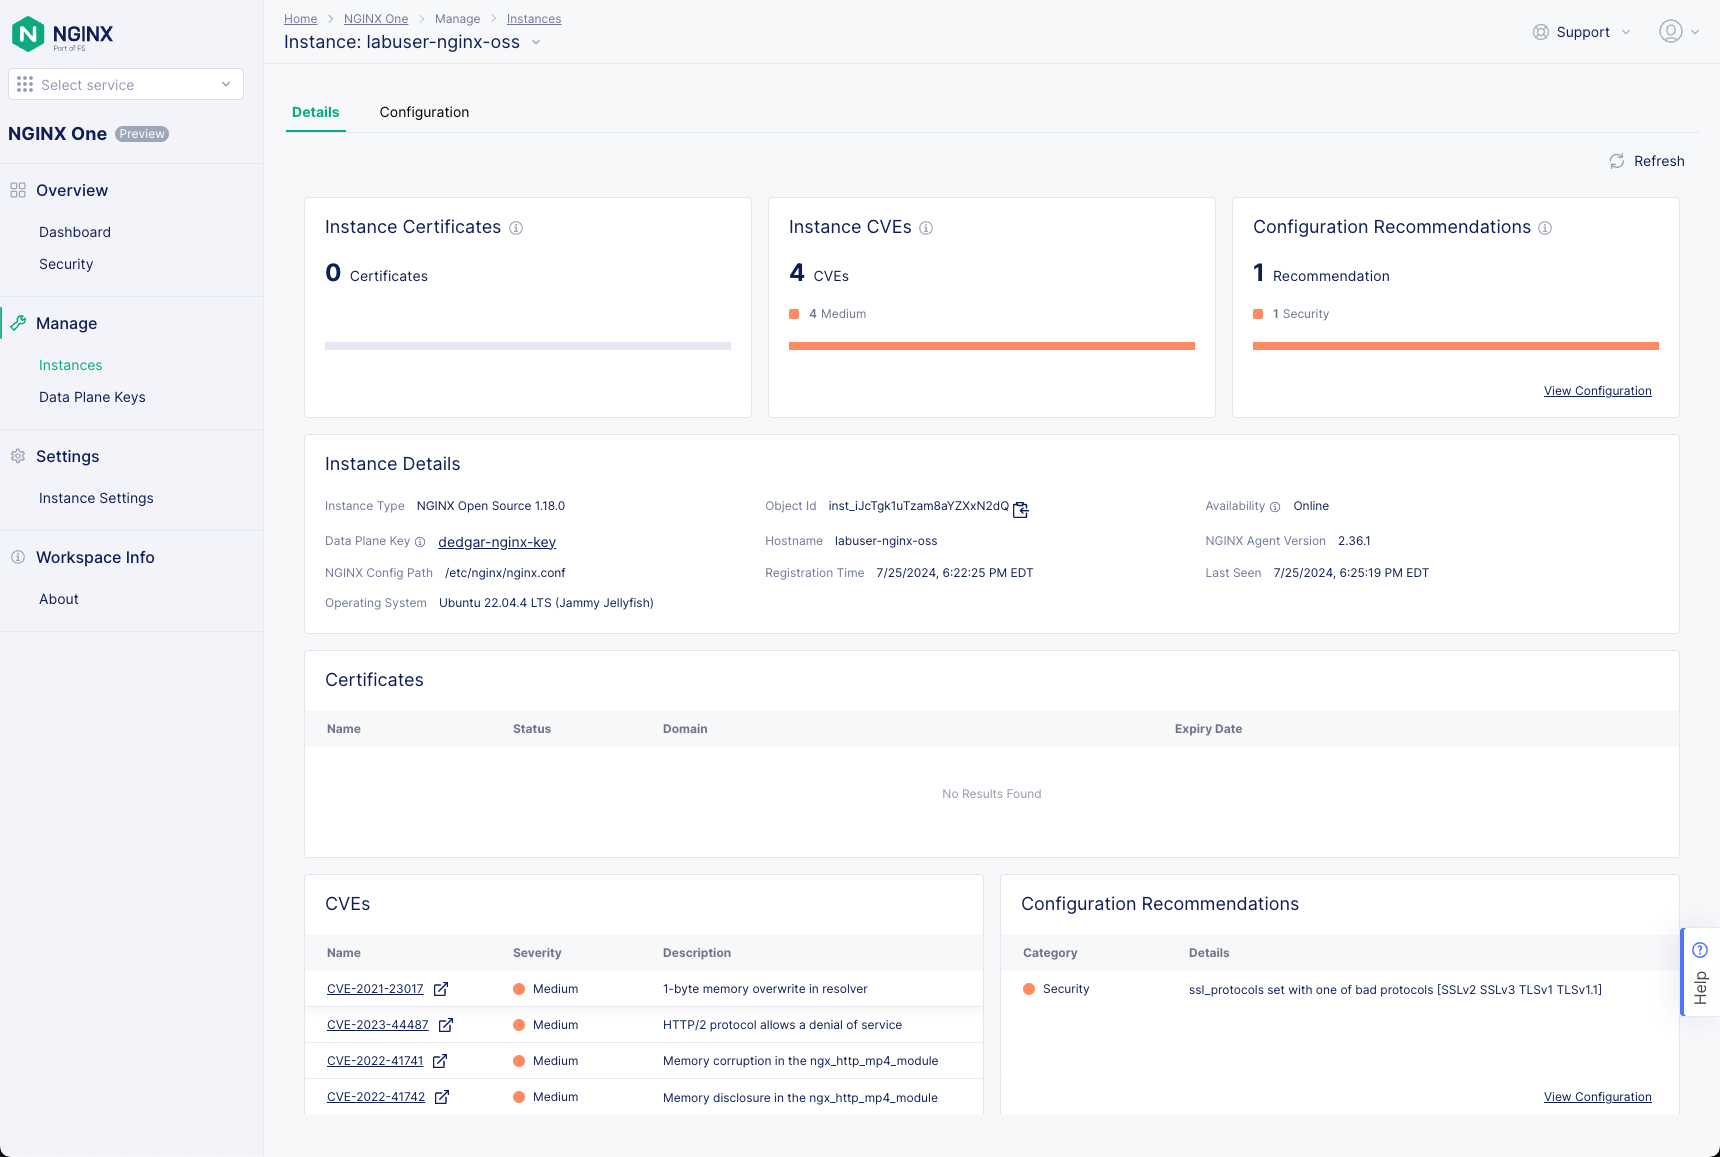 NGINX
Part of F5
Select service
NGINX One Preview
Overview
Dashboard
Security
Manage
Instances
Data Plane Keys
Settings
Instance Settings
Workspace Info
About
Home > NGINX One > Manage > Instances
Instance: labuser-nginx-oss
Support
Details Configuration
Refresh
Instance Certificates
0 Certificates
Instance CVEs
4 CVEs
4 Medium
Configuration Recommendations
1 Recommendation
1 Security
View Configuration
Instance Details
Instance Type NGINX Open Source 1.18.0 Object Id inst_iJcTgk1uTzam8aYZXxN2dQ Availability Online
Data Plane Key dedgar-nginx-key Hostname labuser-nginx-oss NGINX Agent Version 2.36.1
NGINX Config Path /etc/nginx/nginx.conf Registration Time 7/25/2024, 6:22:25 PM EDT Last Seen 7/25/2024, 6:25:19 PM EDT
Operating System Ubuntu 22.04.4 LTS (Jammy Jellyfish)
Certificates
Name Status Domain Expiry Date
No Results Found
CVEs
Name Severity Description
CVE-2021-23017 Medium 1-byte memory overwrite in resolver
CVE-2023-44487 Medium HTTP/2 protocol allows a denial of service
CVE-2022-41741 Medium Memory corruption in the ngx_http_mp4_module
CVE-2022-41742 Medium Memory disclosure in the ngx_http_mp4_module
Configuration Recommendations
Category Details
Security ssl_protocols set with one of bad protocols [SSLv2 SSLv3 TLSv1 TLSv1.1]
View Configuration
Help